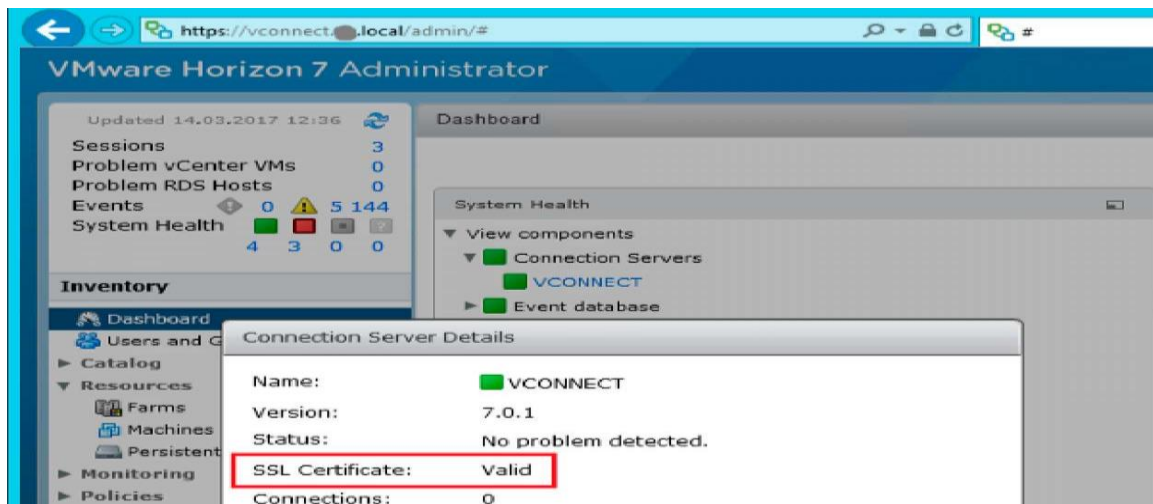 https://vconnect. .local/admin/#
#
VMware Horizon 7 Administrator
Updated 14.03.2017 12:36
Dashboard
Sessions 3
Problem vCenter VMs 0
Problem RDS Hosts 0
Events 0 5 144
System Health
4 3 0 0
System Health
View components
Connection Servers
VCONNECT
Event database
Inventory
Dashboard
Users and G
Catalog
Resources
Farms
Machines
Persistent
Monitoring
Policies
Connection Server Details
Name: VCONNECT
Version: 7.0.1
Status: No problem detected.
SSL Certificate: Valid
Connections: 0